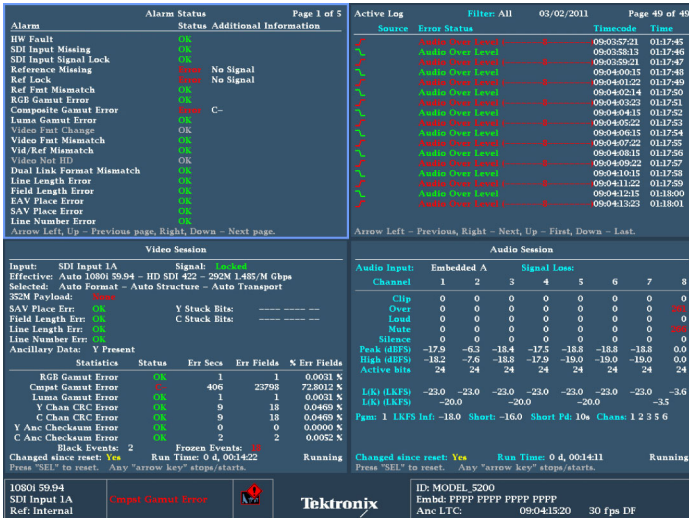 Alarm Status Page 1 of 5
Alarm Status Additional Information
HW Fault OK
SDI Input Missing OK
SDI Input Signal Lock OK
Reference Missing Error No Signal
Ref Lock Error No Signal
Ref Fmt Mismatch OK
RGB Gamut Error OK
Composite Gamut Error Error C-
Luma Gamut Error OK
Video Fmt Change OK
Video Fmt Mismatch OK
Vid/Ref Mismatch OK
Video Not HD OK
Dual Link Format Mismatch OK
Line Length Error OK
Field Length Error OK
EAV Place Error OK
SAV Place Error OK
Line Number Error OK
Arrow Left, Up – Previous page, Right, Down – Next page.
Active Log Filter: All 03/02/2011 Page 49 of 49
Source Error Status Timecode Time
Audio Over Level 09:03:57:21 01:17:45
Audio Over Level 09:03:58:13 01:17:46
Audio Over Level 09:03:59:21 01:17:47
Audio Over Level 09:04:00:15 01:17:48
Audio Over Level 09:04:01:22 01:17:49
Audio Over Level 09:04:02:14 01:17:50
Audio Over Level 09:04:03:23 01:17:51
Audio Over Level 09:04:04:15 01:17:52
Audio Over Level 09:04:05:22 01:17:53
Audio Over Level 09:04:06:15 01:17:54
Audio Over Level 09:04:07:22 01:17:55
Audio Over Level 09:04:08:15 01:17:56
Audio Over Level 09:04:09:22 01:17:57
Audio Over Level 09:04:10:15 01:17:58
Audio Over Level 09:04:11:22 01:17:59
Audio Over Level 09:04:12:15 01:18:00
Audio Over Level 09:04:13:23 01:18:01
Arrow Left – Previous, Right – Next, Up – First, Down – Last.
Video Session
Input: SDI Input 1A Signal: Locked
Effective: Auto 1080i 59.94 – HD SDI 422 – 292M 1.485/M Gbps
Selected: Auto Format – Auto Structure – Auto Transport
352M Payload: None
SAV Place Err: OK Y Stuck Bits: ---- ---- --
Field Length Err: OK C Stuck Bits: ---- ---- --
Line Length Err: OK
Line Number Err: OK
Ancillary Data: Y Present
Statistics Status Err Secs Err Fields % Err Fields
RGB Gamut Error OK 1 1 0.0031 %
Cmpst Gamut Error C- 406 23798 72.8012 %
Luma Gamut Error OK 1 1 0.0031 %
Y Chan CRC Error OK 9 18 0.0469 %
C Chan CRC Error OK 9 18 0.0469 %
Y Anc Checksum Error OK 0 0 0.0000 %
C Anc Checksum Error OK 2 2 0.0052 %
Black Events: 2 Frozen Events:
Changed since reset: Yes Run Time: 0 d, 00:14:22 Running
Press "SEL" to reset. Any "arrow key" stops/starts.
Audio Session
Audio Input: Embedded A Signal Loss:
Channel 1 2 3 4 5 6 7 8
Clip 0 0 0 0 0 0 0 0
Over 0 0 0 0 0 0 0
Loud 0 0 0 0 0 0 0 0
Mute 0 0 0 0 0 0 0
Silence 0 0 0 0 0 0 0 0
Peak (dBFS) -17.9 -6.3 -18.4 -17.5 -18.8 -18.8 -18.8 0.0
High (dBFS) -18.2 -7.6 -18.8 -17.9 -19.0 -19.0 -19.0 0.0
Active bits 24 24 24 24 24 24 24 24
L(K) (LKFS) -23.0 -23.0 -23.0 -23.0 -23.0 -23.0 -23.0 -3.6
L(K) (LKFS) -20.0 -20.0 -20.0 -3.5
Pgm: 1 LKFS Inf: -18.0 Short: -16.0 Short Pd: 10s Chans: 1 2 3 5 6
Changed since reset: Yes Run Time: 0 d, 00:14:11 Running
Press "SEL" to reset. Any "arrow key" stops/starts.
1080i 59.94
SDI Input 1A
Ref: Internal
Cmpst Gamut Error
Tektronix
ID: MODEL_5200
Embd: PPPP PPPP PPPP PPPP
Anc LTC: 09:04:15:20 30 fps DF